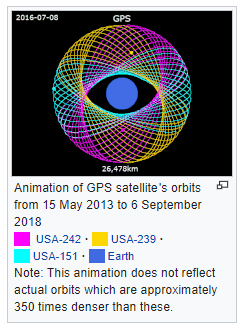 2016-07-08
GPS
26,478km
Animation of GPS satellite's orbits
from 15 May 2013 to 6 September
2018
USA-242 · USA-239 ·
USA-151 · Earth
Note: This animation does not reflect
actual orbits which are approximately
350 times denser than these.